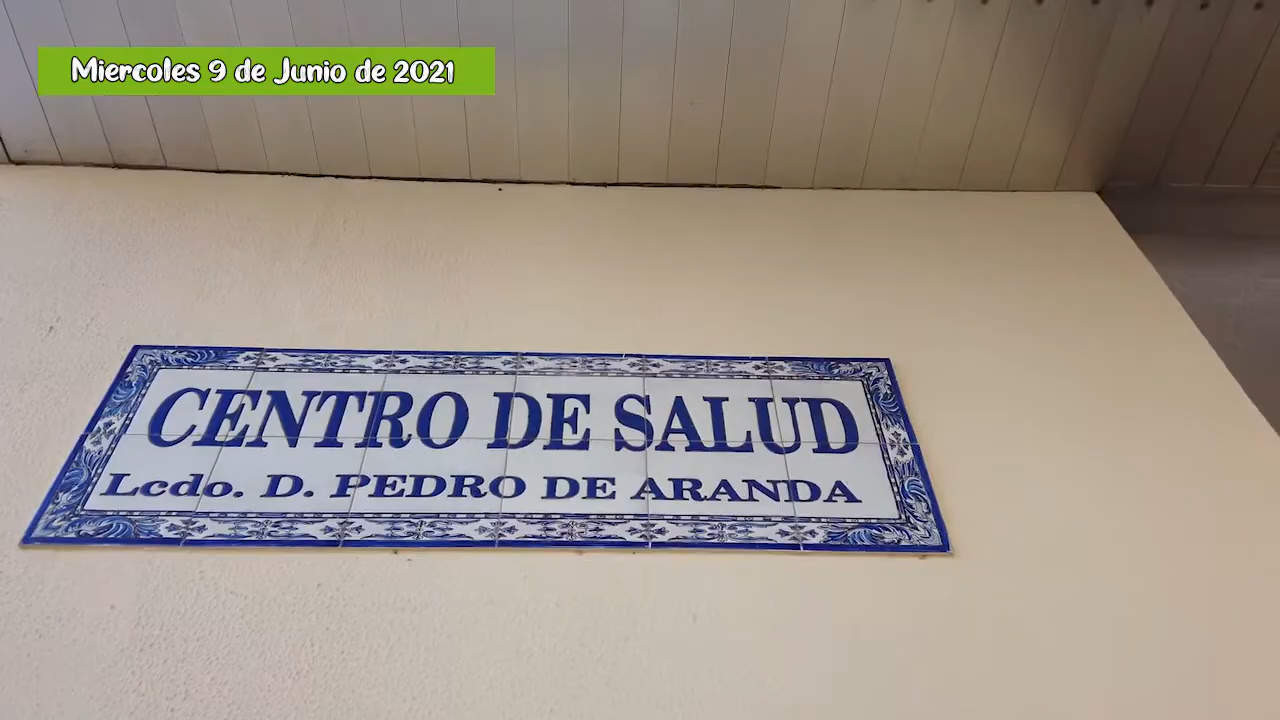 Miercoles 9 de Junio de 2021
CENTRO DE SALUD
Lcdo. D. PEDRO DE ARANDA